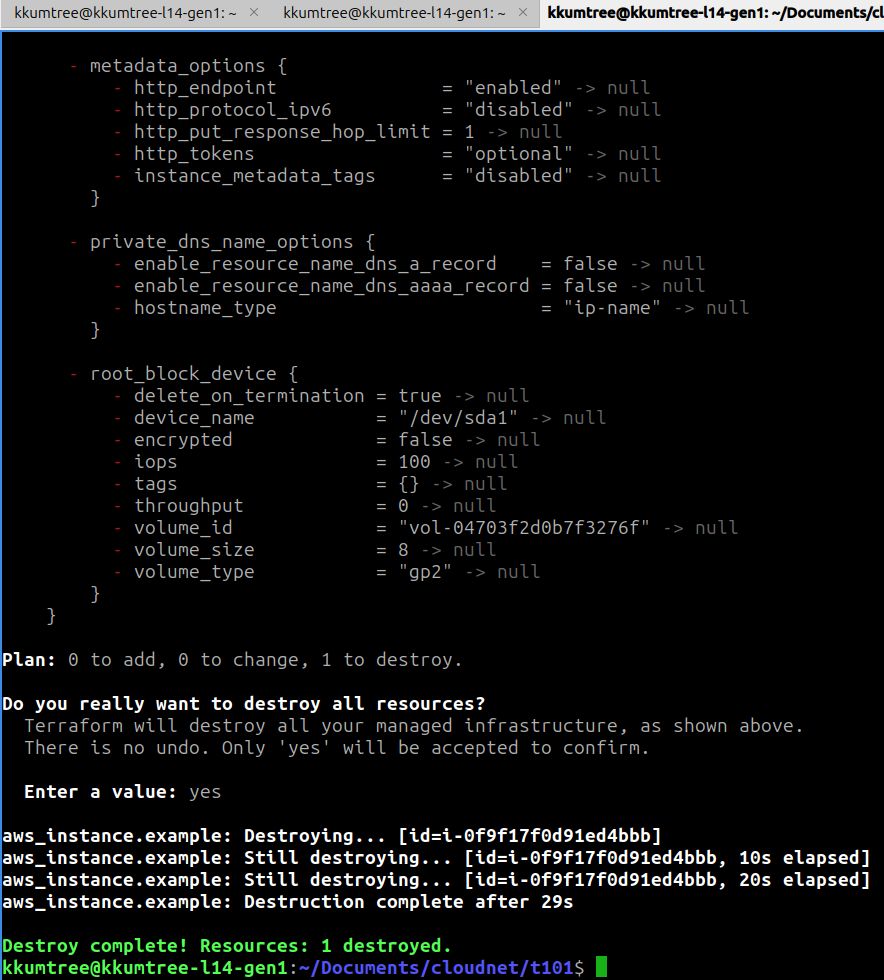 kkumtree@kkumtree-l14-gen1: ~ × kkumtree@kkumtree-l14-gen1: ~ × kkumtree@kkumtree-l14-gen1: ~/Documents/cl
- metadata_options {
- http_endpoint = "enabled" -> null
- http_protocol_ipv6 = "disabled" -> null
- http_put_response_hop_limit = 1 -> null
- http_tokens = "optional" -> null
- instance_metadata_tags = "disabled" -> null
}
- private_dns_name_options {
- enable_resource_name_dns_a_record = false -> null
- enable_resource_name_dns_aaaa_record = false -> null
- hostname_type = "ip-name" -> null
}
- root_block_device {
- delete_on_termination = true -> null
- device_name = "/dev/sda1" -> null
- encrypted = false -> null
- iops = 100 -> null
- tags = {} -> null
- throughput = 0 -> null
- volume_id = "vol-04703f2d0b7f3276f" -> null
- volume_size = 8 -> null
- volume_type = "gp2" -> null
}
}
Plan: 0 to add, 0 to change, 1 to destroy.
Do you really want to destroy all resources?
Terraform will destroy all your managed infrastructure, as shown above.
There is no undo. Only 'yes' will be accepted to confirm.
Enter a value: yes
aws_instance.example: Destroying... [id=i-0f9f17f0d91ed4bbb]
aws_instance.example: Still destroying... [id=i-0f9f17f0d91ed4bbb, 10s elapsed]
aws_instance.example: Still destroying... [id=i-0f9f17f0d91ed4bbb, 20s elapsed]
aws_instance.example: Destruction complete after 29s
Destroy complete! Resources: 1 destroyed.
kkumtree@kkumtree-l14-gen1:~/Documents/cloudnet/t101$